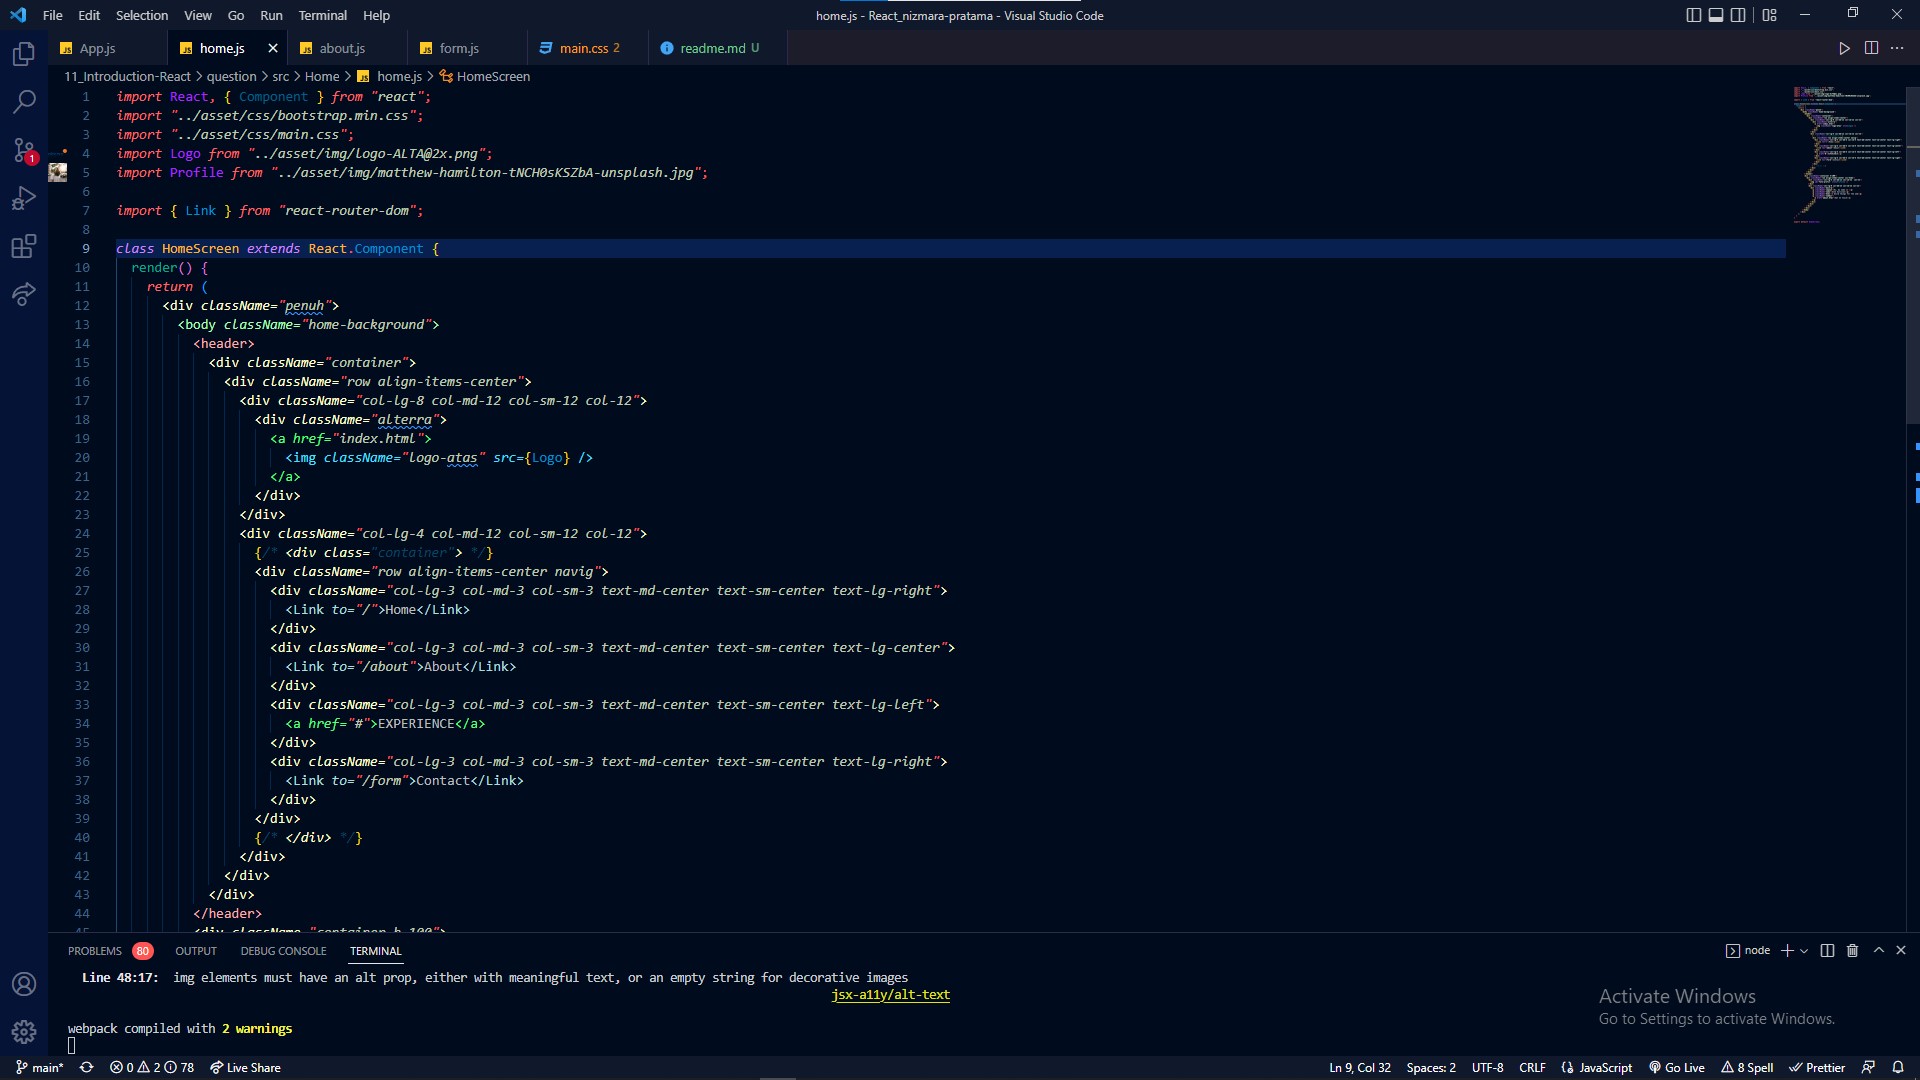 File Edit Selection View Go Run Terminal Help
home.js - React_nizmara-pratama - Visual Studio Code
App.js
home.js
about.js
form.js
main.css 2
readme.md U
11_Introduction-React > question > src > Home > home.js > HomeScreen
1 import React, { Component } from "react";
2 import "../asset/css/bootstrap.min.css";
3 import "../asset/css/main.css";
4 import Logo from "../asset/img/logo-ALTA@2x.png";
5 import Profile from "../asset/img/matthew-hamilton-tNCH0sKSZbA-unsplash.jpg";
6
7 import { Link } from "react-router-dom";
8
9 class HomeScreen extends React.Component {
10 render() {
11 return (
12 <div className="penuh">
13 <body className="home-background">
14 <header>
15 <div className="container">
16 <div className="row align-items-center">
17 <div className="col-lg-8 col-md-12 col-sm-12 col-12">
18 <div className="alterra">
19 <a href="index.html">
20 <img className="logo-atas" src={Logo} />
21 </a>
22 </div>
23 </div>
24 <div className="col-lg-4 col-md-12 col-sm-12 col-12">
25 {/* <div class="container"> */}
26 <div className="row align-items-center navig">
27 <div className="col-lg-3 col-md-3 col-sm-3 text-md-center text-sm-center text-lg-right">
28 <Link to="/">Home</Link>
29 </div>
30 <div className="col-lg-3 col-md-3 col-sm-3 text-md-center text-sm-center text-lg-center">
31 <Link to="/about">About</Link>
32 </div>
33 <div className="col-lg-3 col-md-3 col-sm-3 text-md-center text-sm-center text-lg-left">
34 <a href="#">EXPERIENCE</a>
35 </div>
36 <div className="col-lg-3 col-md-3 col-sm-3 text-md-center text-sm-center text-lg-right">
37 <Link to="/form">Contact</Link>
38 </div>
39 </div>
40 {/* </div> */}
41 </div>
42 </div>
43 </div>
44 </header>
45 <div className="container h-100">
1
PROBLEMS 80 OUTPUT DEBUG CONSOLE TERMINAL
node
Line 48:17: img elements must have an alt prop, either with meaningful text, or an empty string for decorative images
jsx-a11y/alt-text
webpack compiled with 2 warnings
Activate Windows
Go to Settings to activate Windows.
main* 0 2 78 Live Share
Ln 9, Col 32 Spaces: 2 UTF-8 CRLF JavaScript Go Live 8 Spell Prettier